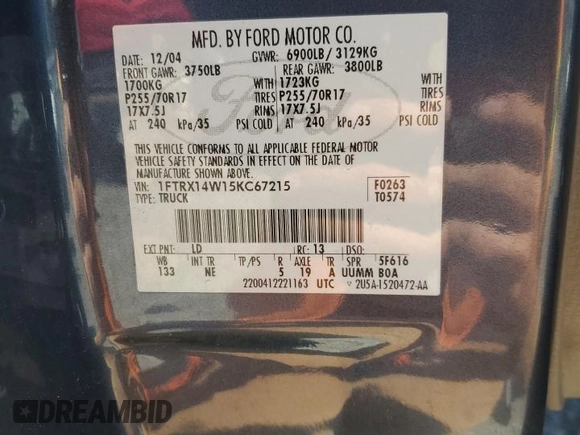 MFD. BY FORD MOTOR CO.
DATE: 12/04 GVWR: 6900LB/ 3129KG
FRONT GAWR: 3750LB REAR GAWR: 3800LB
1700KG WITH 1723KG WITH
P255/70R17 TIRES P255/70R17 TIRES
17X7.5J RIMS 17X7.5J RIMS
AT 240 kPa/35 PSI COLD AT 240 kPa/35 PSI COLD
Ford
THIS VEHICLE CONFORMS TO ALL APPLICABLE FEDERAL MOTOR
VEHICLE SAFETY STANDARDS IN EFFECT ON THE DATE OF
MANUFACTURE SHOWN ABOVE.
VIN: 1FTRX14W15KC67215 F0263
TYPE: TRUCK T0574
EXT PNT: LD RC: 13 DSO:
WB INT TR TP/PS R AXLE TR SPR 5F616
133 NE 5 19 A UUMM BOA
2200412221163 UTC 2U5A-1520472-AA
DREAMBID